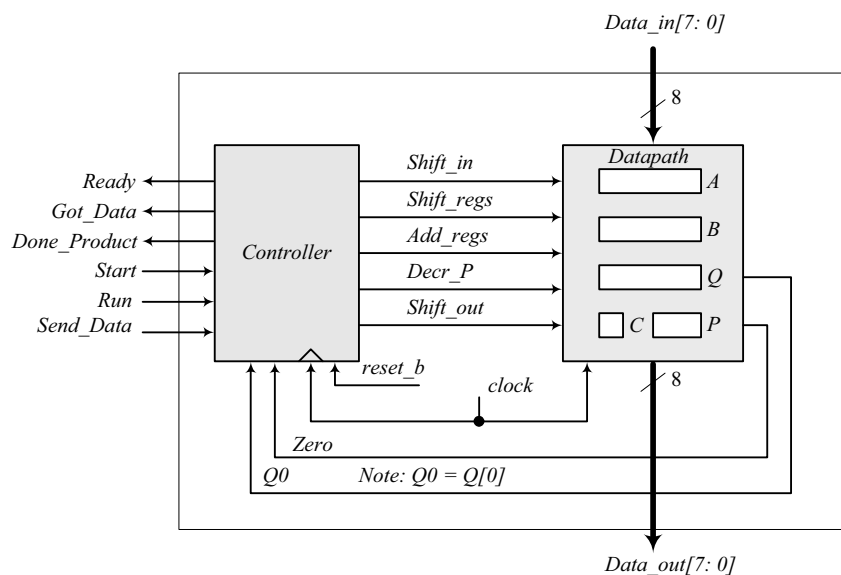 Data_in[7: 0]
8
Datapath
Shift_in
A
Ready
Shift_regs
Got_Data
B
Add_regs
Done_Product
Controller
Start
Decr_P
Q
Run
Shift_out
Send_Data
C
P
reset_b
clock
8
Zero
Q0
Note: Q0 = Q[0]
Data_out[7: 0]